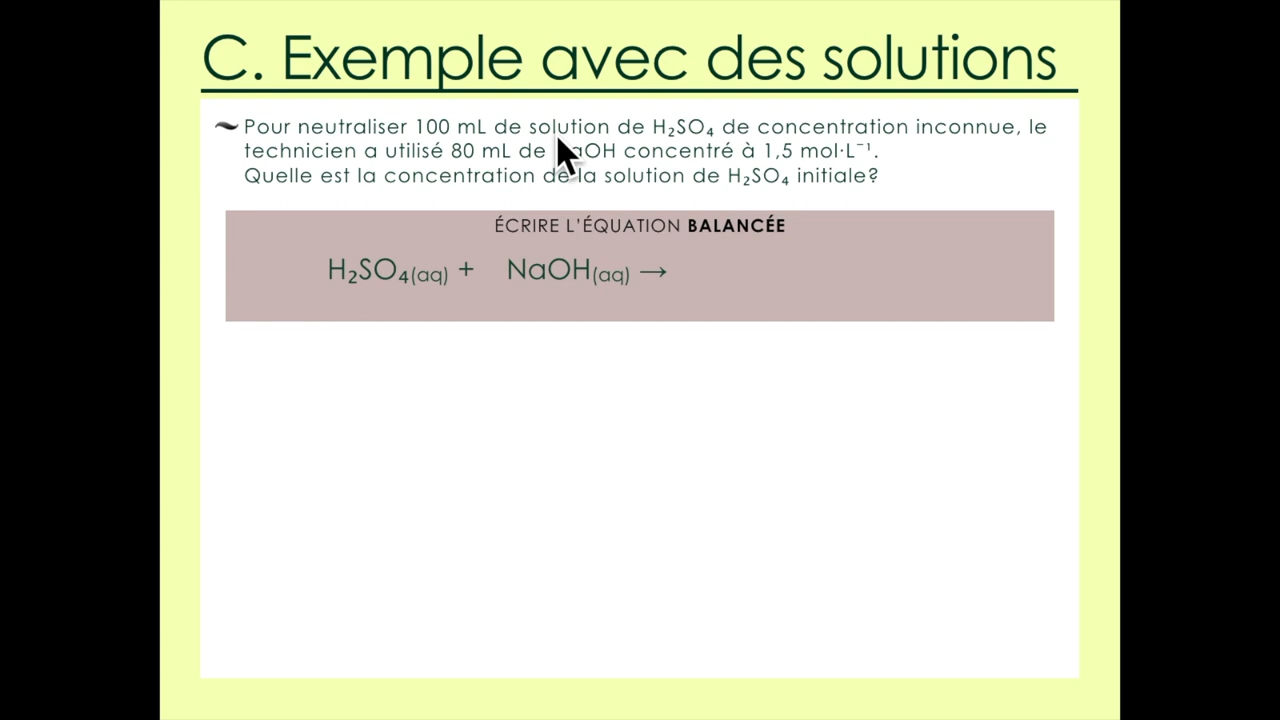 C. Exemple avec des solutions
Pour neutraliser 100 mL de solution de H₂SO₄ de concentration inconnue, le
technicien a utilisé 80 mL de NaOH concentré à 1,5 mol·L⁻¹.
Quelle est la concentration de la solution de H₂SO₄ initiale?
ÉCRIRE L'ÉQUATION BALANCÉE
H₂SO₄(aq) + NaOH(aq) →